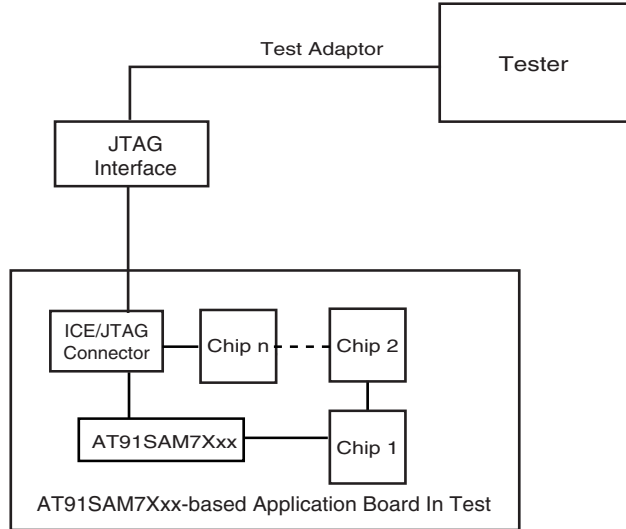 Test Adaptor
Tester
JTAG
Interface
ICE/JTAG
Connector
Chip n
Chip 2
AT91SAM7Xxx
Chip 1
AT91SAM7Xxx-based Application Board In Test